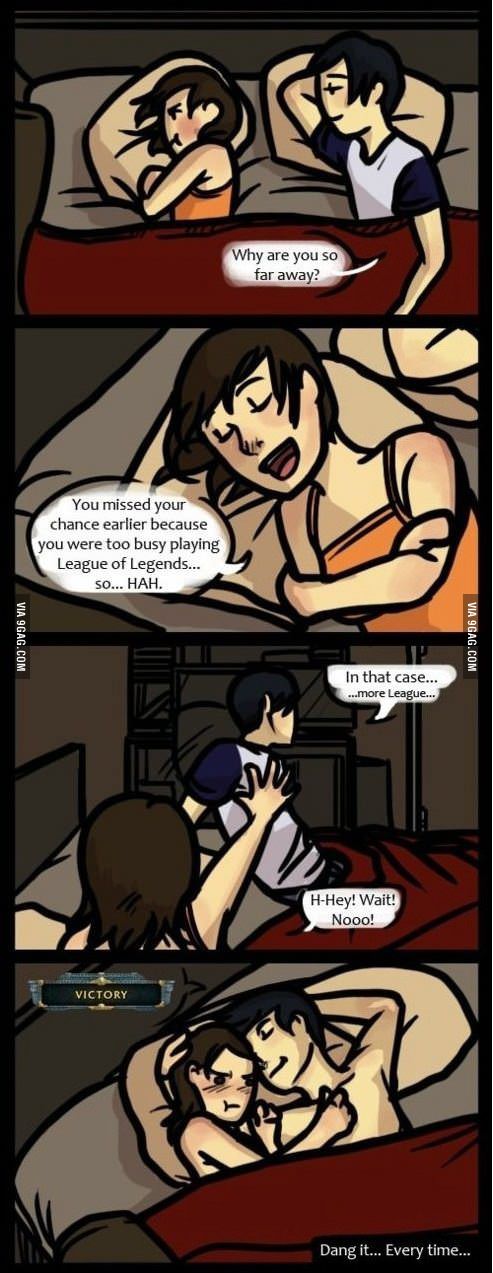 Why are you so
far away?
You missed your
chance earlier because
you were too busy playing
League of Legends...
so... HAH.
VIA 9GAG.COM
VIA 9GAG.COM
In that case...
...more League...
H-Hey! Wait!
Nooo!
VICTORY
Dang it... Every time...